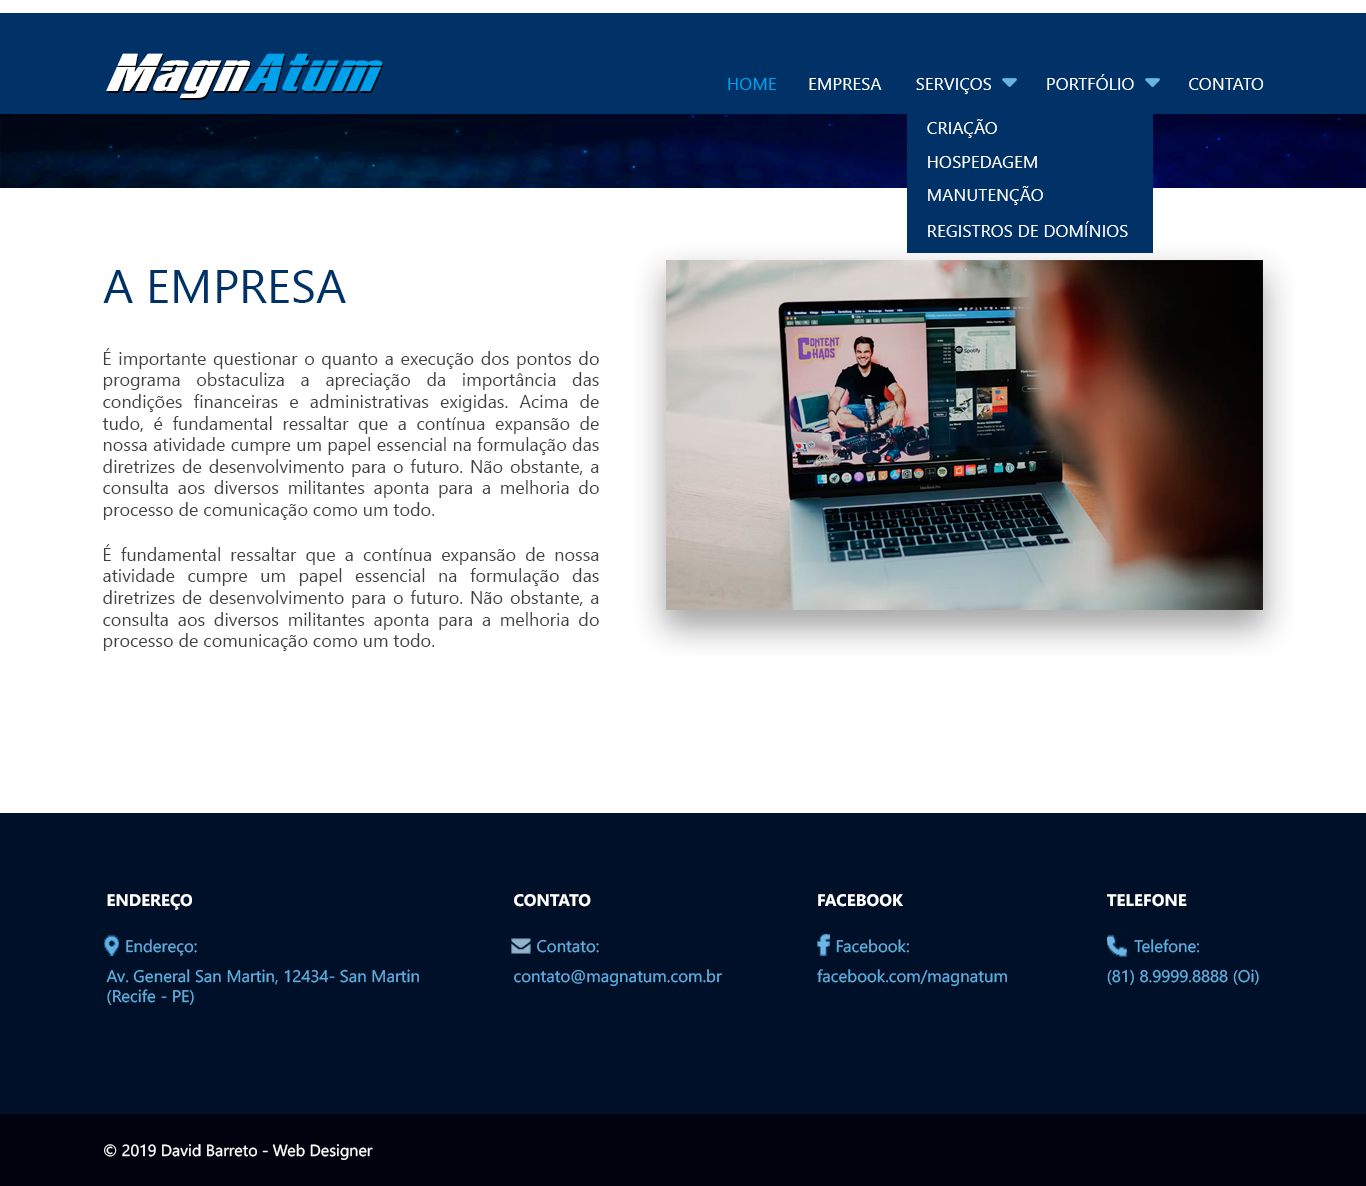 MagnAtum
HOME EMPRESA SERVIÇOS PORTFÓLIO CONTATO
CRIAÇÃO
HOSPEDAGEM
MANUTENÇÃO
REGISTROS DE DOMÍNIOS
A EMPRESA
É importante questionar o quanto a execução dos pontos do
programa obstaculiza a apreciação da importância das
condições financeiras e administrativas exigidas. Acima de
tudo, é fundamental ressaltar que a contínua expansão de
nossa atividade cumpre um papel essencial na formulação das
diretrizes de desenvolvimento para o futuro. Não obstante, a
consulta aos diversos militantes aponta para a melhoria do
processo de comunicação como um todo.
É fundamental ressaltar que a contínua expansão de nossa
atividade cumpre um papel essencial na formulação das
diretrizes de desenvolvimento para o futuro. Não obstante, a
consulta aos diversos militantes aponta para a melhoria do
processo de comunicação como um todo.
CONTENT
CHAOS
Spotify
MacBook Pro
ENDEREÇO
Endereço:
Av. General San Martin, 12434- San Martin
(Recife - PE)
CONTATO
Contato:
contato@magnatum.com.br
FACEBOOK
Facebook:
facebook.com/magnatum
TELEFONE
Telefone:
(81) 8.9999.8888 (Oi)
© 2019 David Barreto - Web Designer